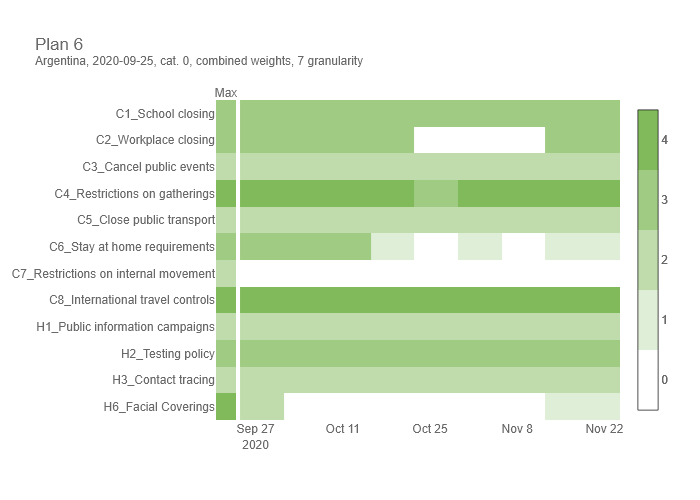 Plan 6
Argentina, 2020-09-25, cat. 0, combined weights, 7 granularity
Max
C1_School closing
C2_Workplace closing
C3_Cancel public events
C4_Restrictions on gatherings
C5_Close public transport
C6_Stay at home requirements
C7_Restrictions on internal movement
C8_International travel controls
H1_Public information campaigns
H2_Testing policy
H3_Contact tracing
H6_Facial Coverings
Sep 27 Oct 11 Oct 25 Nov 8 Nov 22
2020
4
3
2
1
0